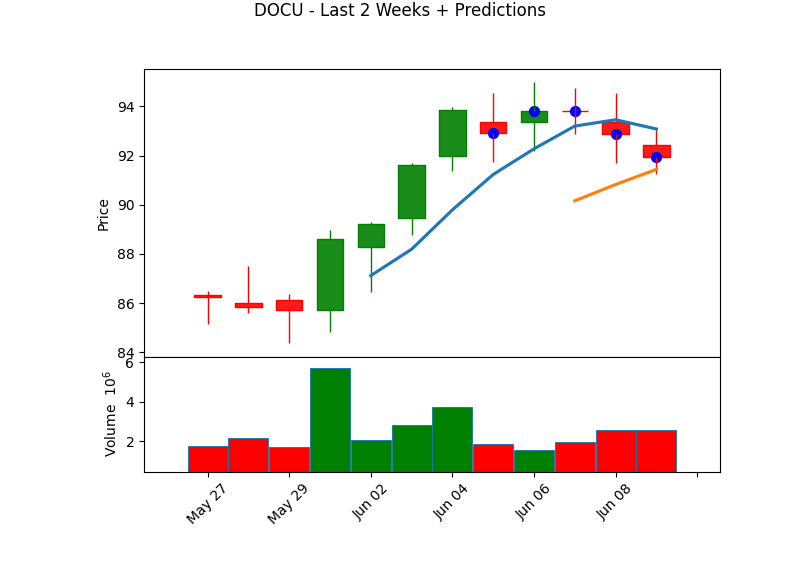 DOCU - Last 2 Weeks + Predictions
Price
94
92
90
88
86
84
Volume 10^6
6
4
2
May 27
May 29
Jun 02
Jun 04
Jun 06
Jun 08